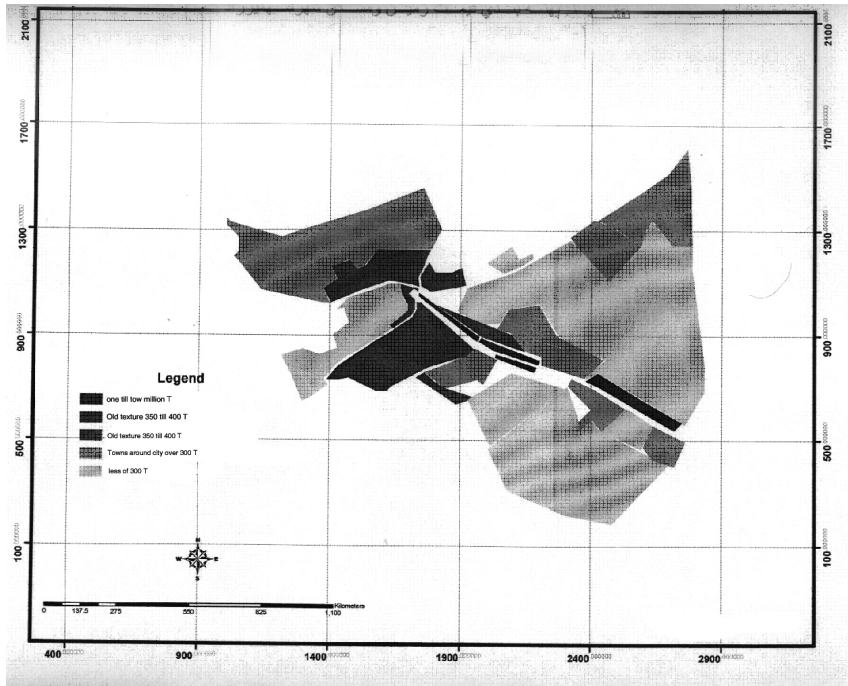 2100
2100
1700
1700
1300
1300
900
900
500
500
100
100
Legend
one till tow million T
Old texture 350 till 400 T
Old texture 350 till 400 T
Towns around city over 300 T
less of 300 T
N
W E
S
0 137.5 275 550 825 1,100
Kilometers
400 900 1400 1900 2400 2900